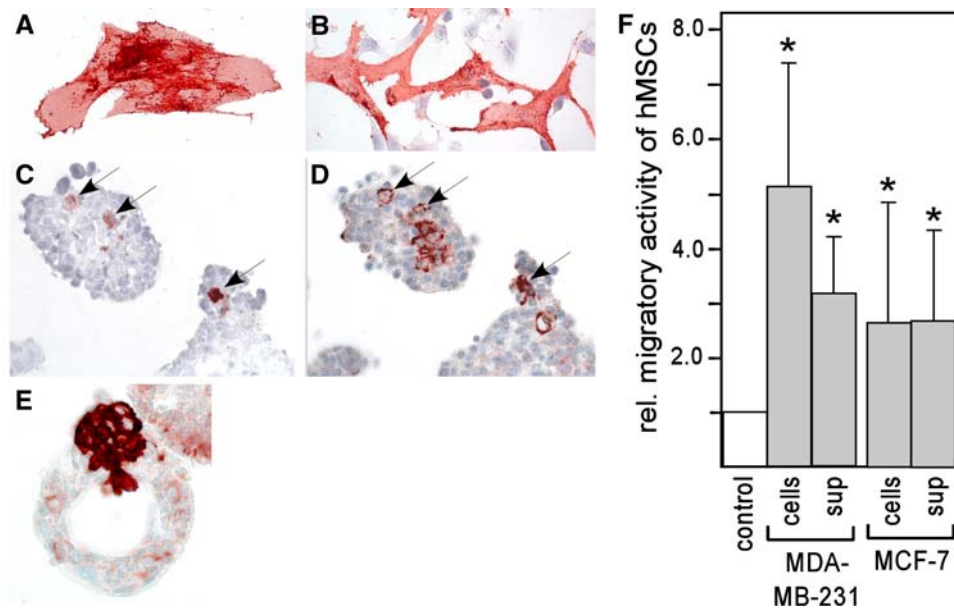 A
B
C
D
E
F
rel. migratory activity of hMSCs
8.0
6.0
4.0
2.0
*
*
*
*
control
cells
sup
cells
sup
MDA-
MB-231
MCF-7